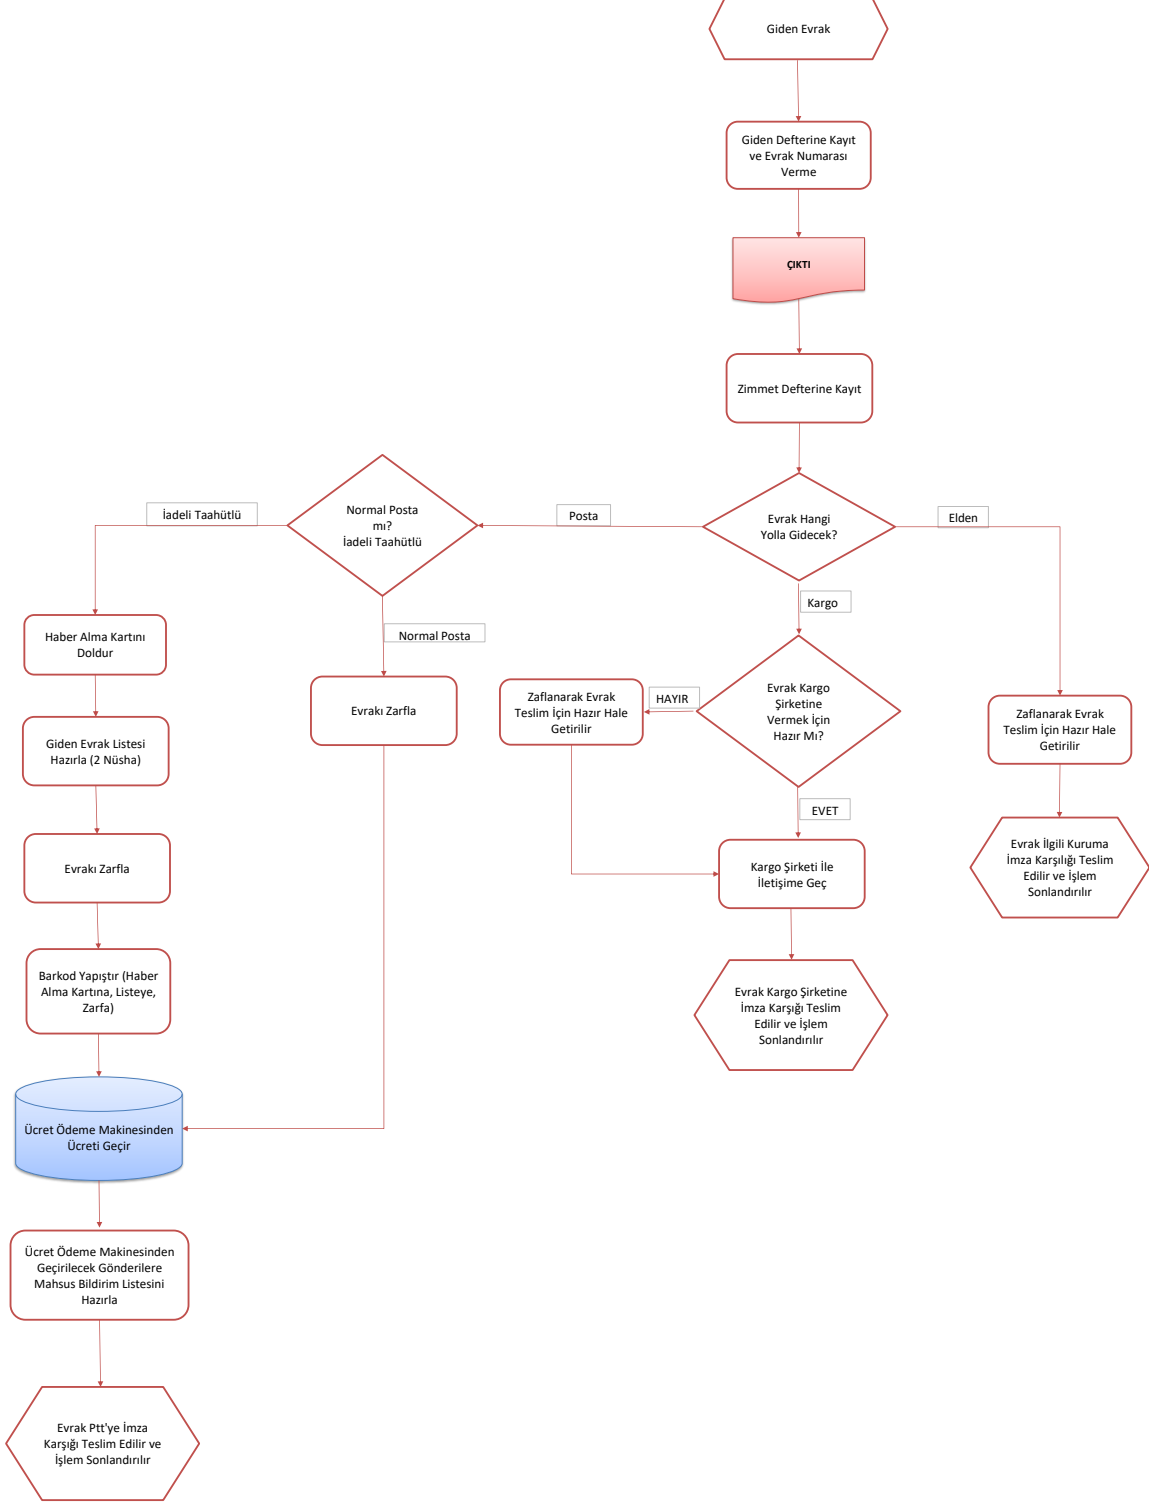 Giden Evrak
Giden Defterine Kayıt
ve Evrak Numarası
Verme
ÇIKTI
Zimmet Defterine Kayıt
Evrak Hangi
Yolla Gidecek?
Posta
Elden
Kargo
Normal Posta
mı?
İadeli Taahütlü
İadeli Taahütlü
Normal Posta
Haber Alma Kartını
Doldur
Giden Evrak Listesi
Hazırla (2 Nüsha)
Evrakı Zarfla
Barkod Yapıştır (Haber
Alma Kartına, Listeye,
Zarfa)
Evrakı Zarfla
Ücret Ödeme Makinesinden
Ücreti Geçir
Ücret Ödeme Makinesinden
Geçirilecek Gönderilere
Mahsus Bildirim Listesini
Hazırla
Evrak Ptt'ye İmza
Karşığı Teslim Edilir ve
İşlem Sonlandırılır
Evrak Kargo
Şirketine
Vermek İçin
Hazır Mı?
HAYIR
Zaflanarak Evrak
Teslim İçin Hazır Hale
Getirilir
EVET
Kargo Şirketi İle
İletişime Geç
Evrak Kargo Şirketine
İmza Karşığı Teslim
Edilir ve İşlem
Sonlandırılır
Zaflanarak Evrak
Teslim İçin Hazır Hale
Getirilir
Evrak İlgili Kuruma
İmza Karşılığı Teslim
Edilir ve İşlem
Sonlandırılır